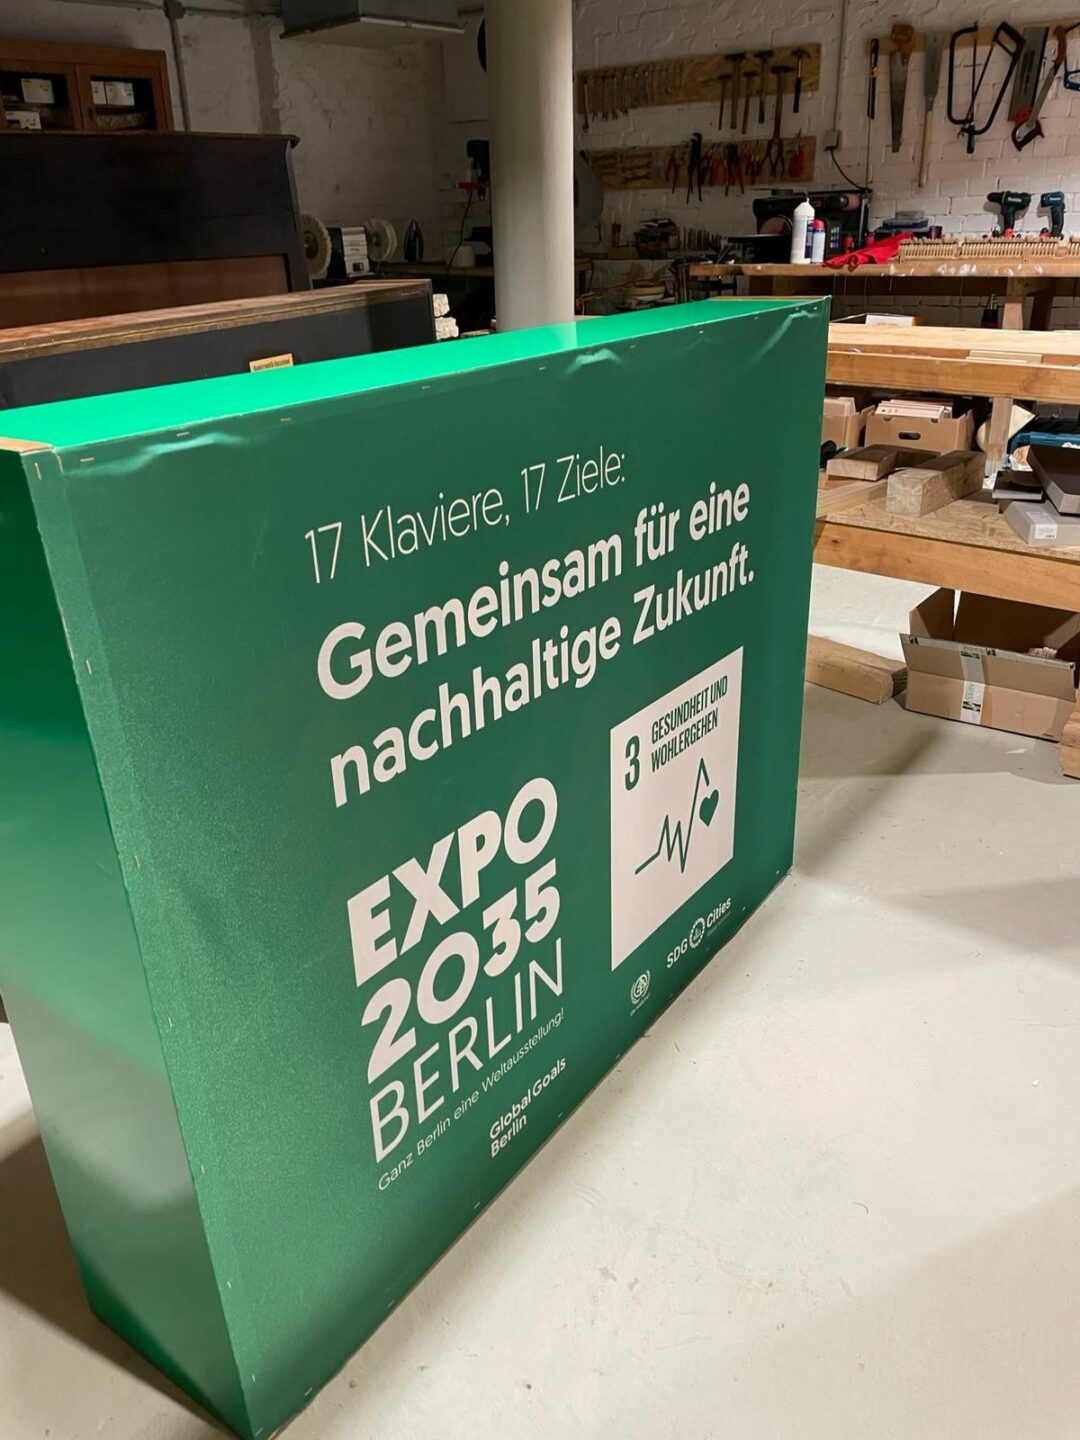 17 Klaviere, 17 Ziele:
Gemeinsam für eine
nachhaltige Zukunft.
3 GESUNDHEIT UND
WOHLERGEHEN
EXPO
2035
BERLIN
Ganz Berlin eine Weltausstellung!
Global Goals
Berlin
SDG Cities